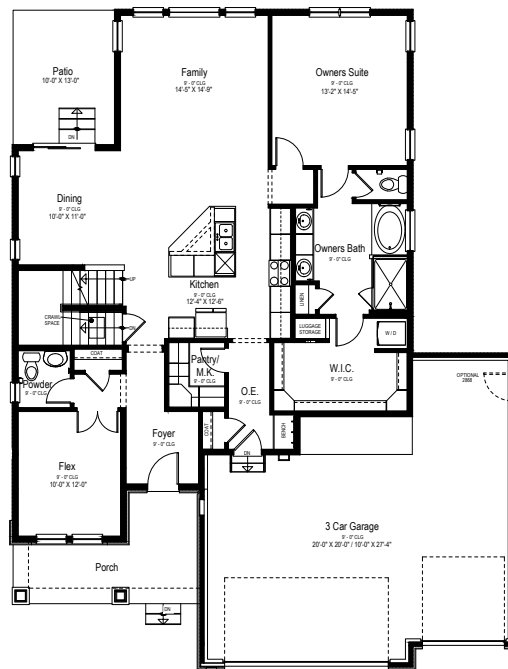 Patio
10'-0" X 13'-0"
DN
Family
9' - 0" CLG
14'-5" X 14'-9"
Owners Suite
9' - 0" CLG
13'-2" X 14'-5"
Dining
9' - 0" CLG
10'-0" X 11'-0"
Owners Bath
9' - 0" CLG
UP
Kitchen
9' - 0" CLG
12'-4" X 12'-6"
LINEN
CRAWL
SPACE
DN
LUGGAGE
STORAGE
W / D
COAT
Pantry/
M.K.
9' - 0" CLG
W.I.C.
9' - 0" CLG
OPTIONAL
2868
Powder
9' - 0" CLG
O.E.
9' - 0" CLG
Foyer
9' - 0" CLG
COAT
BENCH
DN
Flex
9' - 0" CLG
10'-0" X 12'-0"
3 Car Garage
9' - 0" CLG
20'-0" X 20'-0" / 10'-0" X 27'-4"
Porch
DN